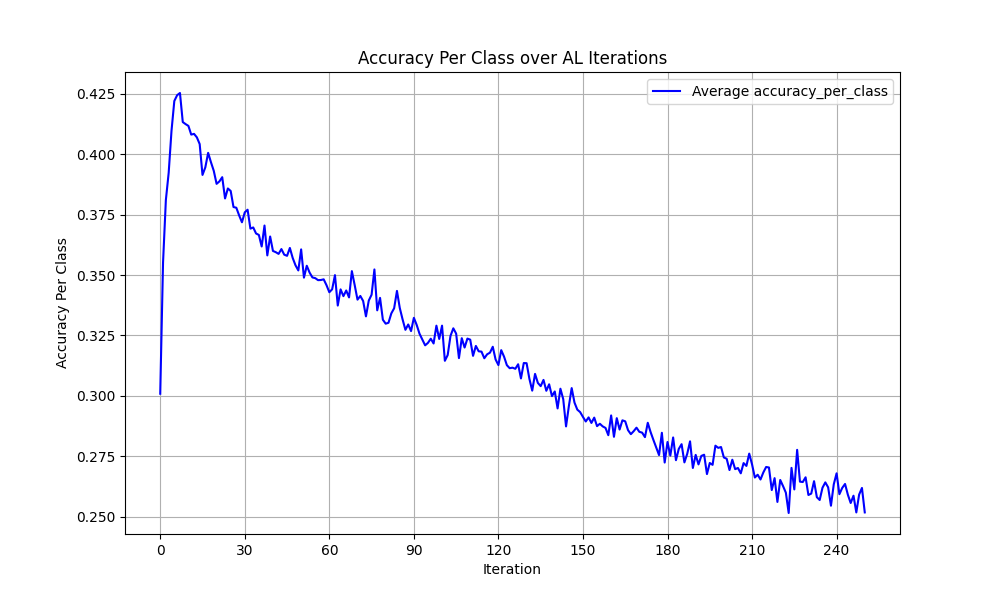 Accuracy Per Class over AL Iterations
Average accuracy_per_class
Accuracy Per Class
0.425
0.400
0.375
0.350
0.325
0.300
0.275
0.250
0 30 60 90 120 150 180 210 240
Iteration